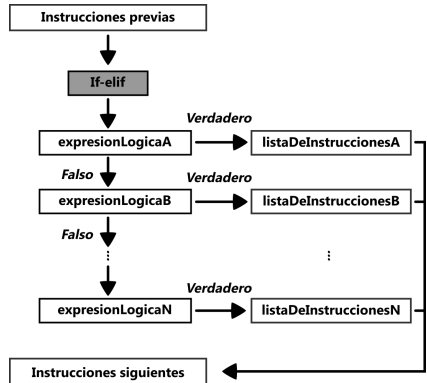 Instrucciones previas
If-elif
Verdadero
expresionLogicaA listaDeInstruccionesA
Falso Verdadero
expresionLogicaB listaDeInstruccionesB
Falso
... ...
Verdadero
expresionLogicaN listaDeInstruccionesN
Instrucciones siguientes